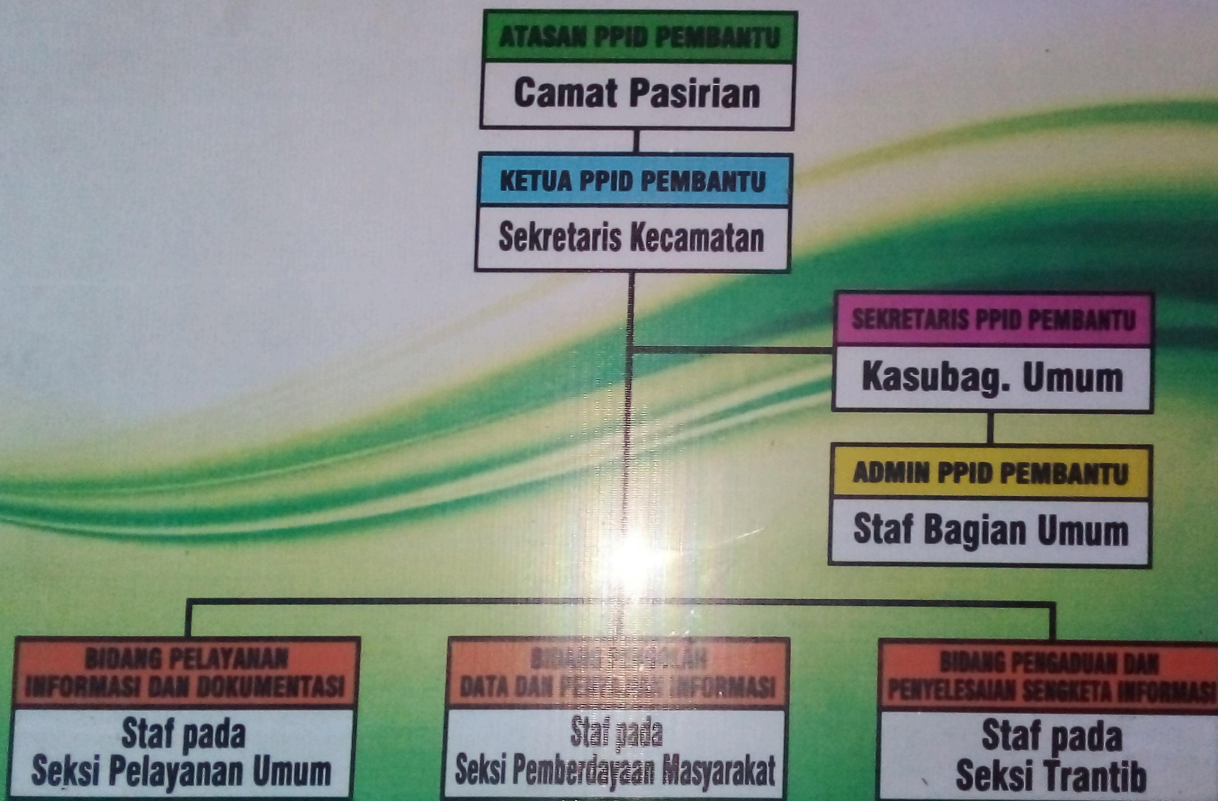 ATASAN PPID PEMBANTU
Camat Pasirian
KETUA PPID PEMBANTU
Sekretaris Kecamatan
SEKRETARIS PPID PEMBANTU
Kasubag. Umum
ADMIN PPID PEMBANTU
Staf Bagian Umum
BIDANG PELAYANAN
INFORMASI DAN DOKUMENTASI
Staf pada
Seksi Pelayanan Umum
BIDANG
DATA DAN INFORMASI
Staf pada
Seksi Pemberdayaan Masyarakat
BIDANG PENGADUAN DAN
PENYELESAIAN SENGKETA INFORMASI
Staf pada
Seksi Trantib